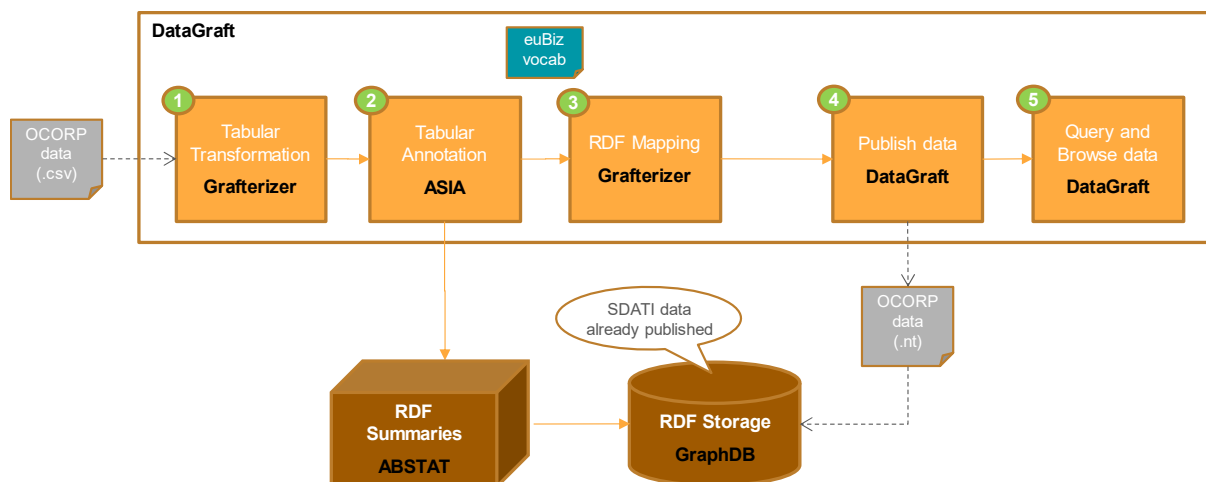 DataGraft
euBiz
vocab
1
Tabular
Transformation
Grafterizer
2
Tabular
Annotation
ASIA
3
RDF Mapping
Grafterizer
4
Publish data
DataGraft
5
Query and
Browse data
DataGraft
OCORP
data
(.csv)
SDATI data
already published
OCORP
data
(.nt)
RDF
Summaries
ABSTAT
RDF Storage
GraphDB